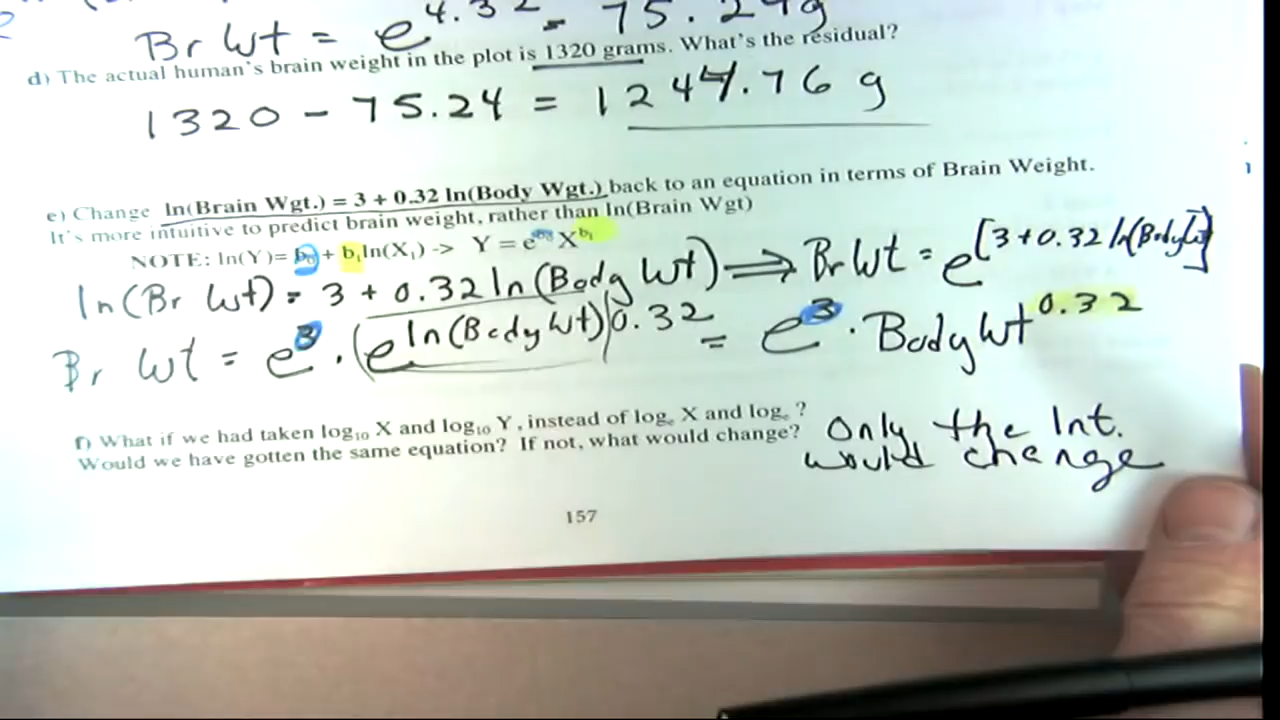 Br Wt = e^4.32 = 75.24g
d) The actual human's brain weight in the plot is 1320 grams. What's the residual?
1320 - 75.24 = 1244.76 g
e) Change ln(Brain Wgt.) = 3 + 0.32 ln(Body Wgt.) back to an equation in terms of Brain Weight.
It's more intuitive to predict brain weight, rather than ln(Brain Wgt)
NOTE: ln(Y)= b₀ + b₁ln(X₁) -> Y = e^b₀ X^b₁
ln(Br Wt) = 3 + 0.32 ln(Body Wt) ⟹ Br Wt = e^[3+0.32 ln(BodyWt)]
Br Wt = e^3 · (e^ln(Body Wt))^0.32 = e^3 · Body Wt^0.32
f) What if we had taken log₁₀ X and log₁₀ Y, instead of logₑ X and logₑ ?
Would we have gotten the same equation? If not, what would change?
Only the Int.
would change
157